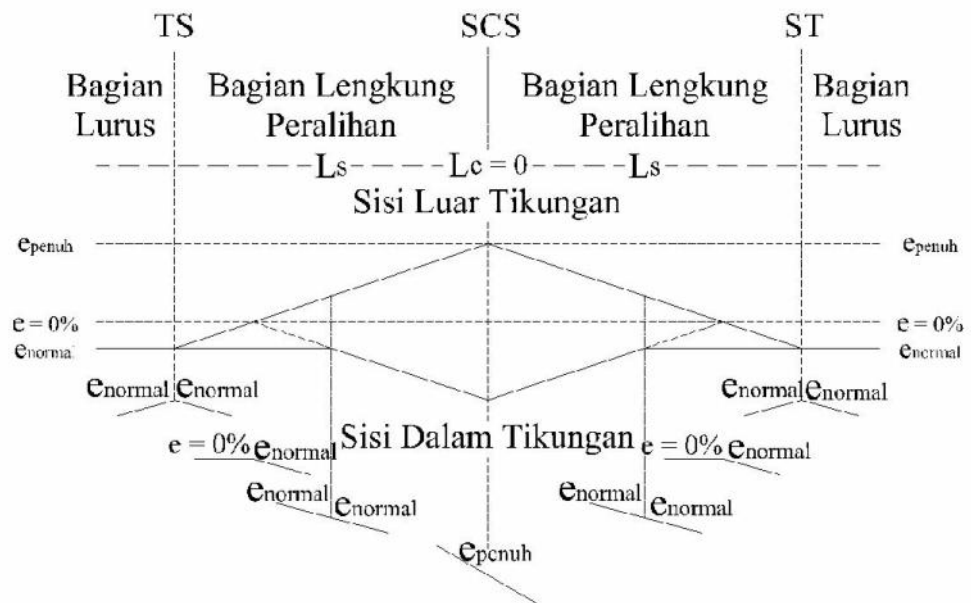 TS SCS ST
Bagian Lurus
Bagian Lengkung Peralihan
Bagian Lengkung Peralihan
Bagian Lurus
Ls Lc = 0 Ls
Sisi Luar Tikungan
epenuh epenuh
e = 0% e = 0%
enormal enormal
enormal enormal enormal enormal
Sisi Dalam Tikungan
e = 0% enormal e = 0% enormal
enormal enormal enormal enormal
epenuh